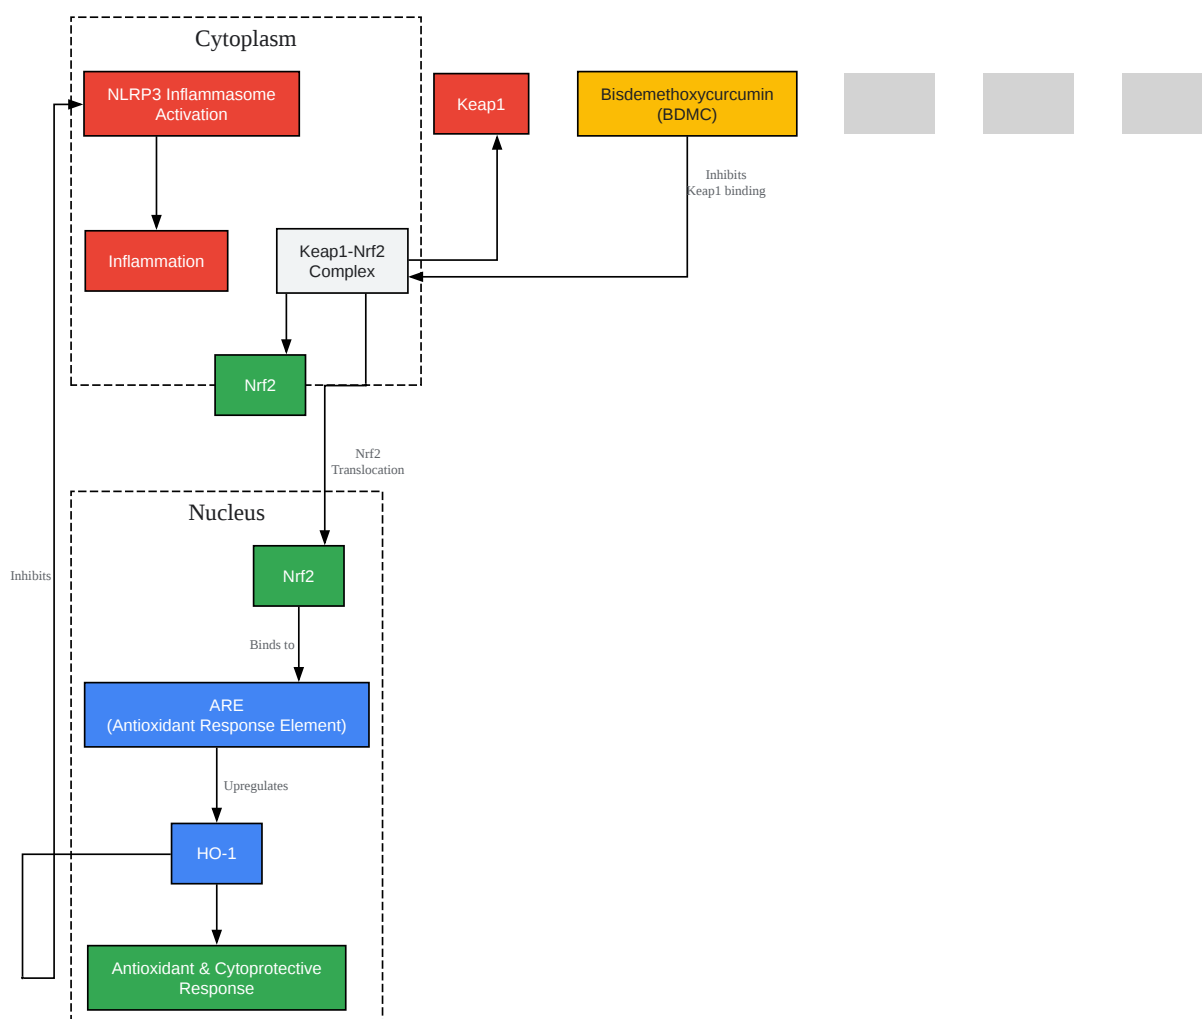 Cytoplasm
NLRP3 Inflammasome
Activation
Keap1
Bisdemethoxycurcumin
(BDMC)
Inhibits
Keap1 binding
Inflammation
Keap1-Nrf2
Complex
Nrf2
Nrf2
Translocation
Nucleus
Inhibits
Nrf2
Binds to
ARE
(Antioxidant Response Element)
Upregulates
HO-1
Antioxidant & Cytoprotective
Response